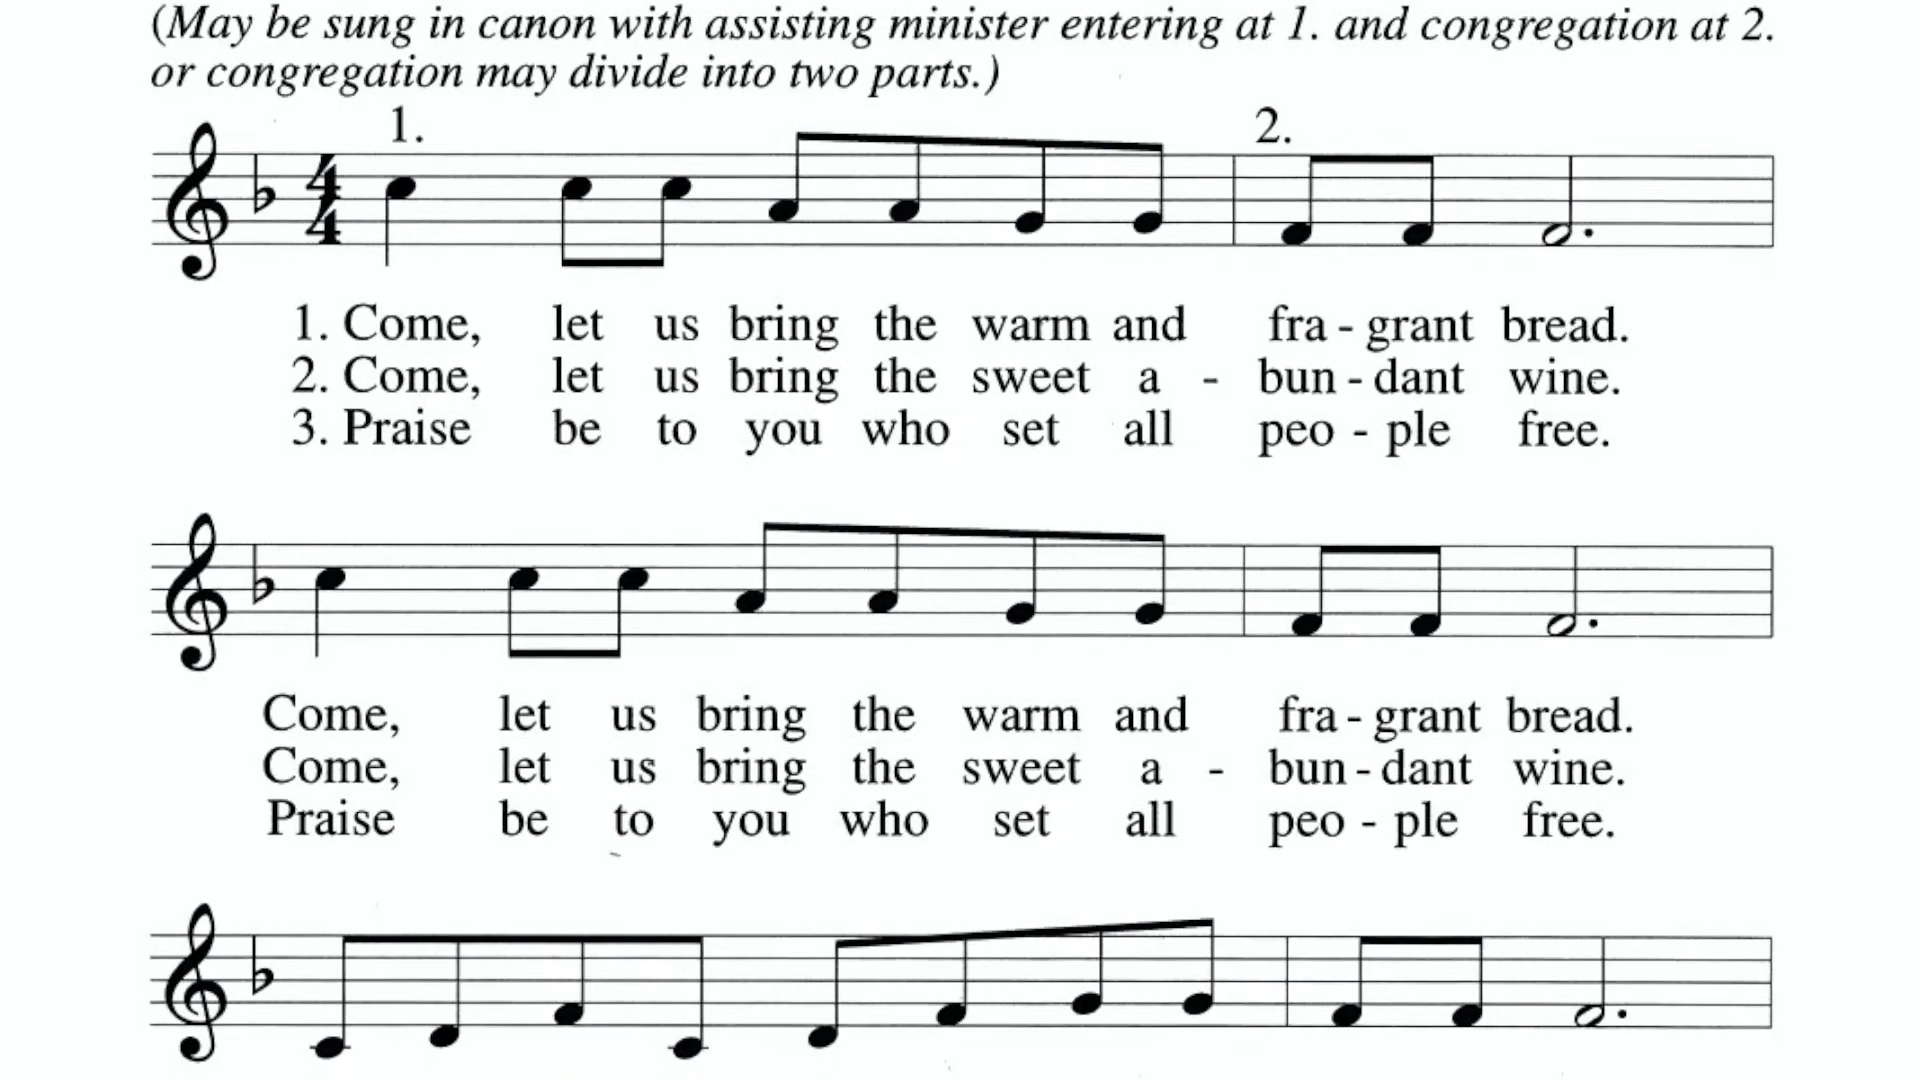 (May be sung in canon with assisting minister entering at 1. and congregation at 2.
or congregation may divide into two parts.)
1. 2.
4
4
1. Come, let us bring the warm and fra - grant bread.
2. Come, let us bring the sweet a - bun - dant wine.
3. Praise be to you who set all peo - ple free.
Come, let us bring the warm and fra - grant bread.
Come, let us bring the sweet a - bun - dant wine.
Praise be to you who set all peo - ple free.